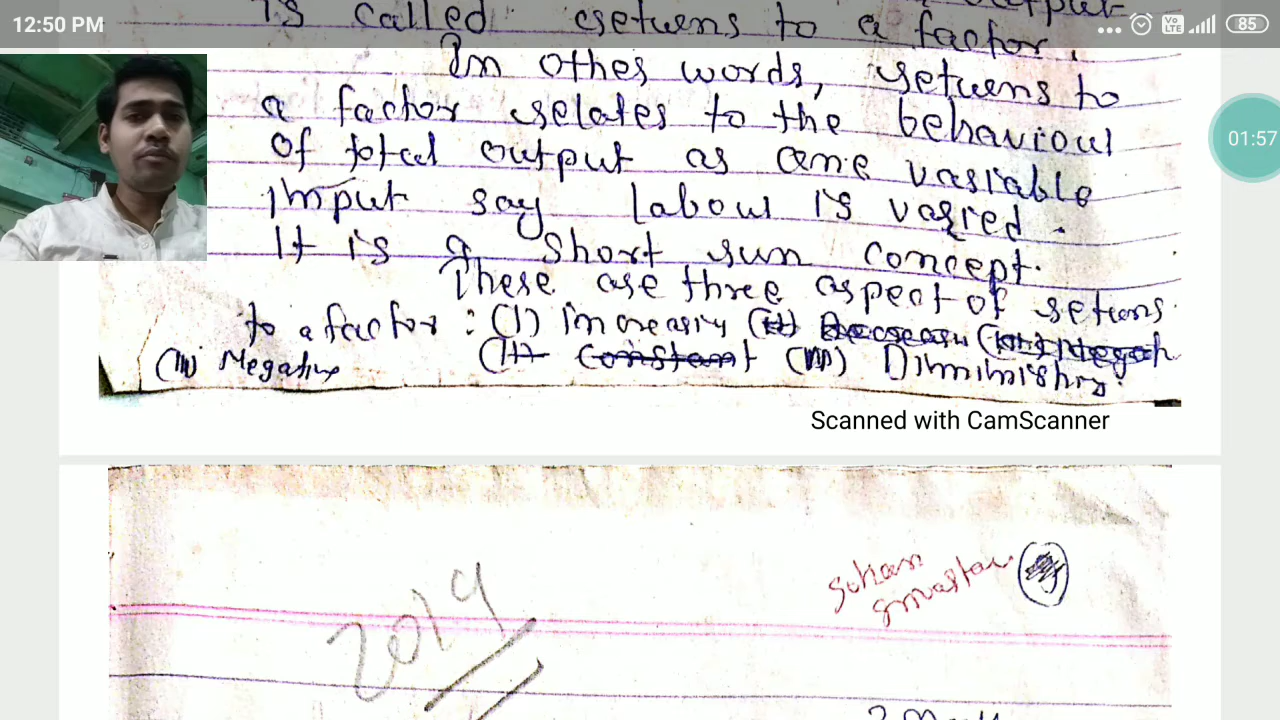 12:50 PM
85
01:57
is called returns to a factor.
In other words, returns to
a factor relates to the behaviour
of total output as one variable
input say labour is varied.
It is a short run concept.
These are three aspect of returns
to a factor: (I) increasing
(III) Negative (II) Constant (II) Diminishing.
Scanned with CamScanner
2019